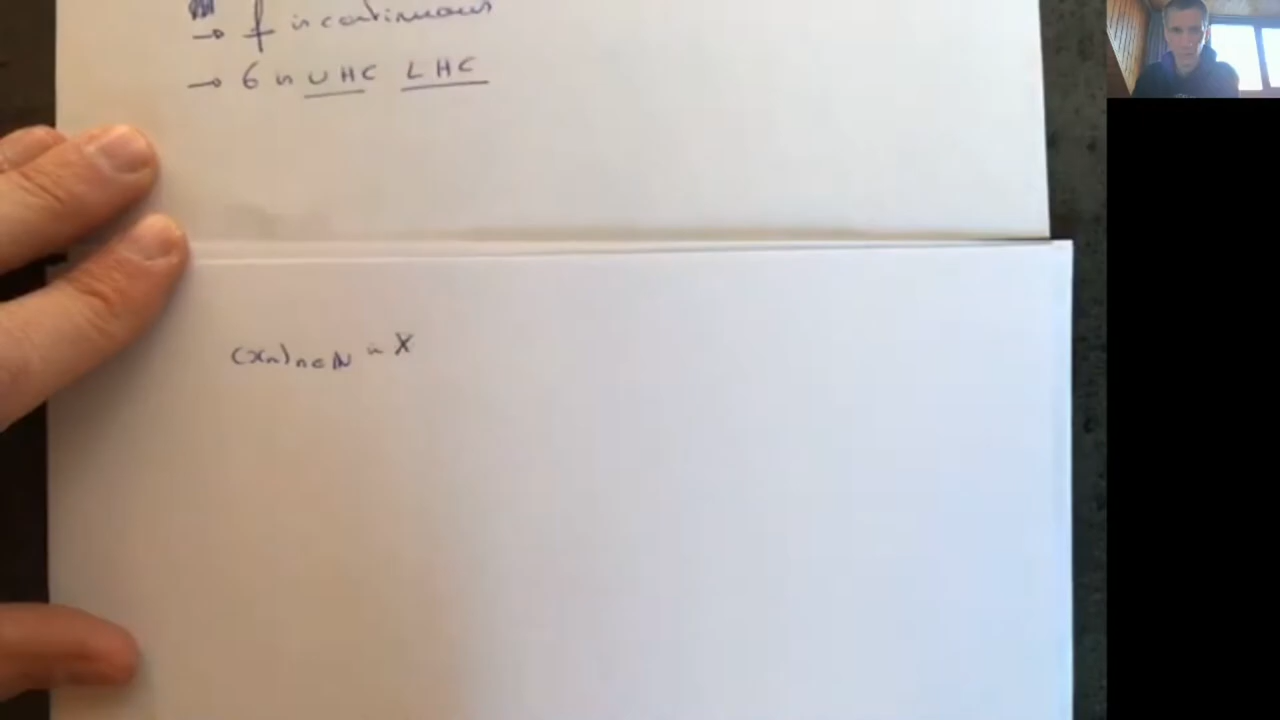 → f is continuous
→ G is UHC LHC
(xn)n∈ℕ in X